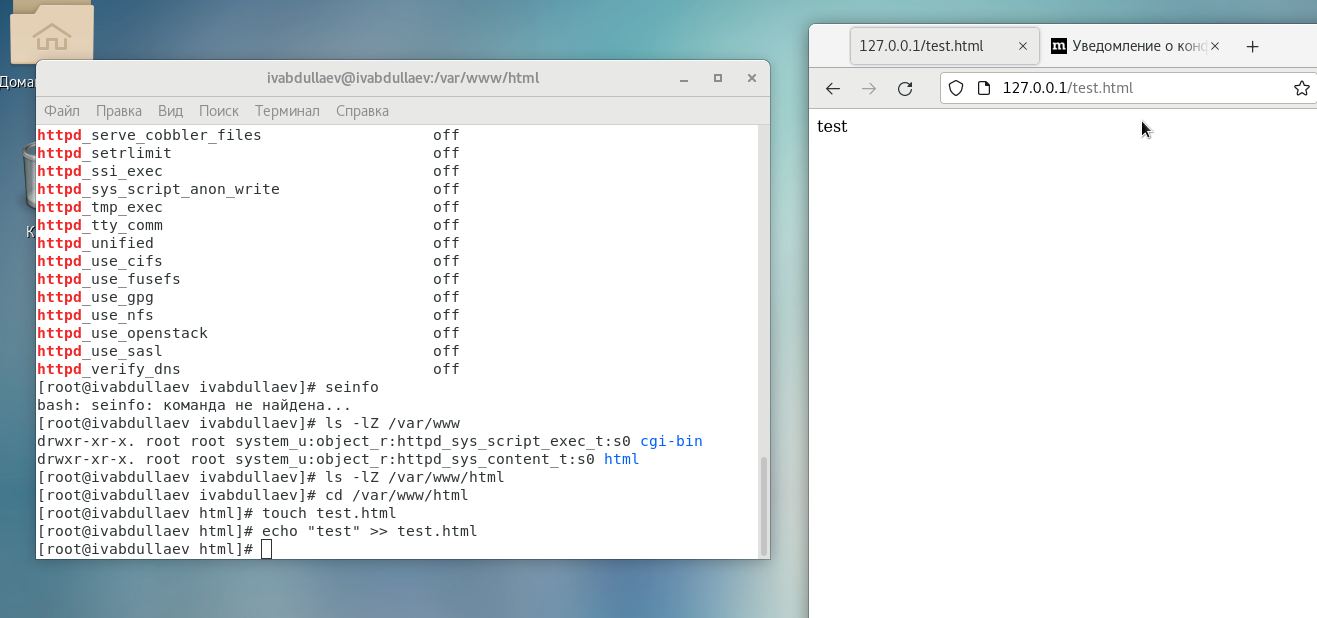 Дома
ivabdullaev@ivabdullaev:/var/www/html
Файл Правка Вид Поиск Терминал Справка
httpd_serve_cobbler_files off
httpd_setrlimit off
httpd_ssi_exec off
httpd_sys_script_anon_write off
httpd_tmp_exec off
httpd_tty_comm off
httpd_unified off
httpd_use_cifs off
httpd_use_fusefs off
httpd_use_gpg off
httpd_use_nfs off
httpd_use_openstack off
httpd_use_sasl off
httpd_verify_dns off
[root@ivabdullaev ivabdullaev]# seinfo
bash: seinfo: команда не найдена...
[root@ivabdullaev ivabdullaev]# ls -lZ /var/www
drwxr-xr-x. root root system_u:object_r:httpd_sys_script_exec_t:s0 cgi-bin
drwxr-xr-x. root root system_u:object_r:httpd_sys_content_t:s0 html
[root@ivabdullaev ivabdullaev]# ls -lZ /var/www/html
[root@ivabdullaev ivabdullaev]# cd /var/www/html
[root@ivabdullaev html]# touch test.html
[root@ivabdullaev html]# echo "test" >> test.html
[root@ivabdullaev html]#
127.0.0.1/test.html
m Уведомление о кон
127.0.0.1/test.html
test